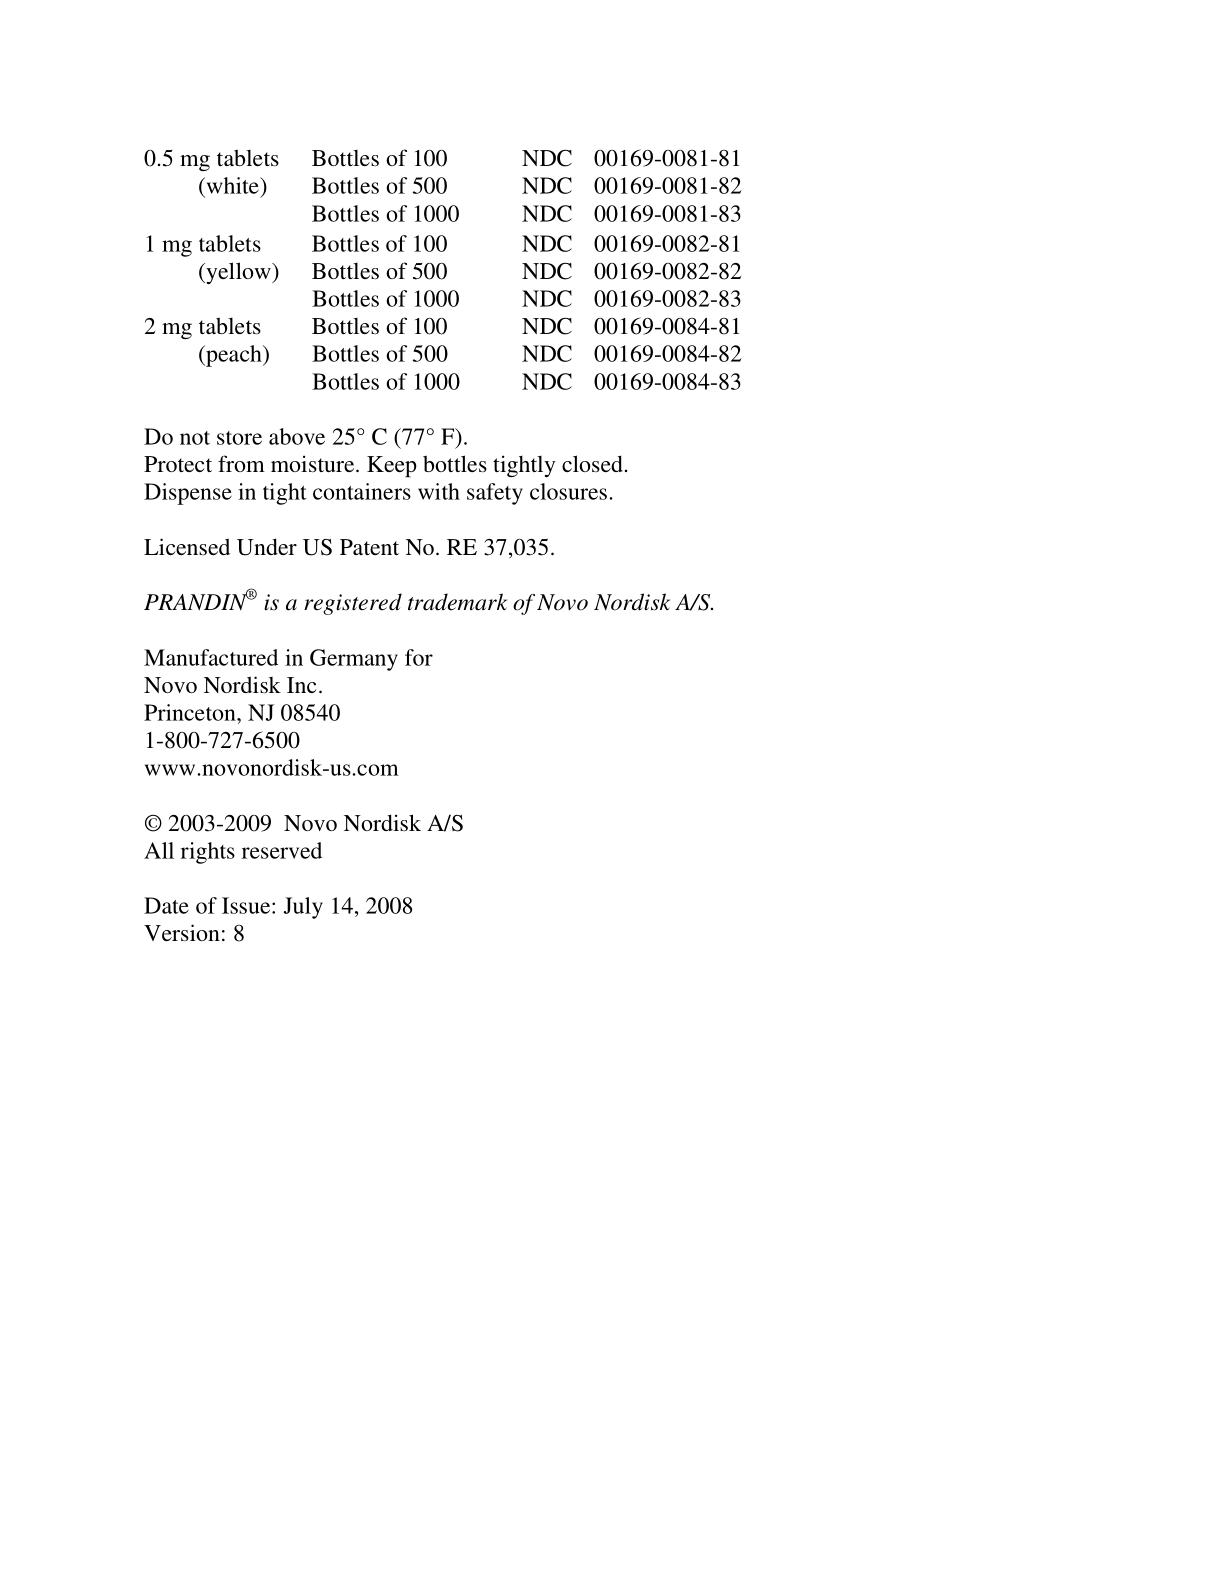 0.5 mg tablets Bottles of 100 NDC 00169-0081-81
(white) Bottles of 500 NDC 00169-0081-82
Bottles of 1000 NDC 00169-0081-83
1 mg tablets Bottles of 100 NDC 00169-0082-81
(yellow) Bottles of 500 NDC 00169-0082-82
Bottles of 1000 NDC 00169-0082-83
2 mg tablets Bottles of 100 NDC 00169-0084-81
(peach) Bottles of 500 NDC 00169-0084-82
Bottles of 1000 NDC 00169-0084-83
Do not store above 25° C (77° F).
Protect from moisture. Keep bottles tightly closed.
Dispense in tight containers with safety closures.
Licensed Under US Patent No. RE 37,035.
PRANDIN® is a registered trademark of Novo Nordisk A/S.
Manufactured in Germany for
Novo Nordisk Inc.
Princeton, NJ 08540
1-800-727-6500
www.novonordisk-us.com
© 2003-2009 Novo Nordisk A/S
All rights reserved
Date of Issue: July 14, 2008
Version: 8